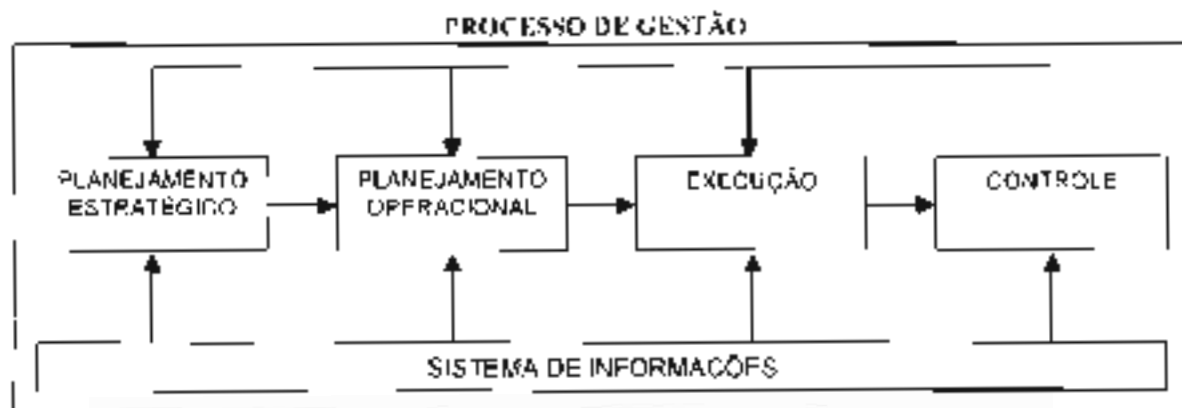 PROCESSO DE GESTÃO
PLANEJAMENTO
ESTRATÉGICO
PLANEJAMENTO
OPERACIONAL
EXECUÇÃO
CONTROLE
SISTEMA DE INFORMAÇÕES